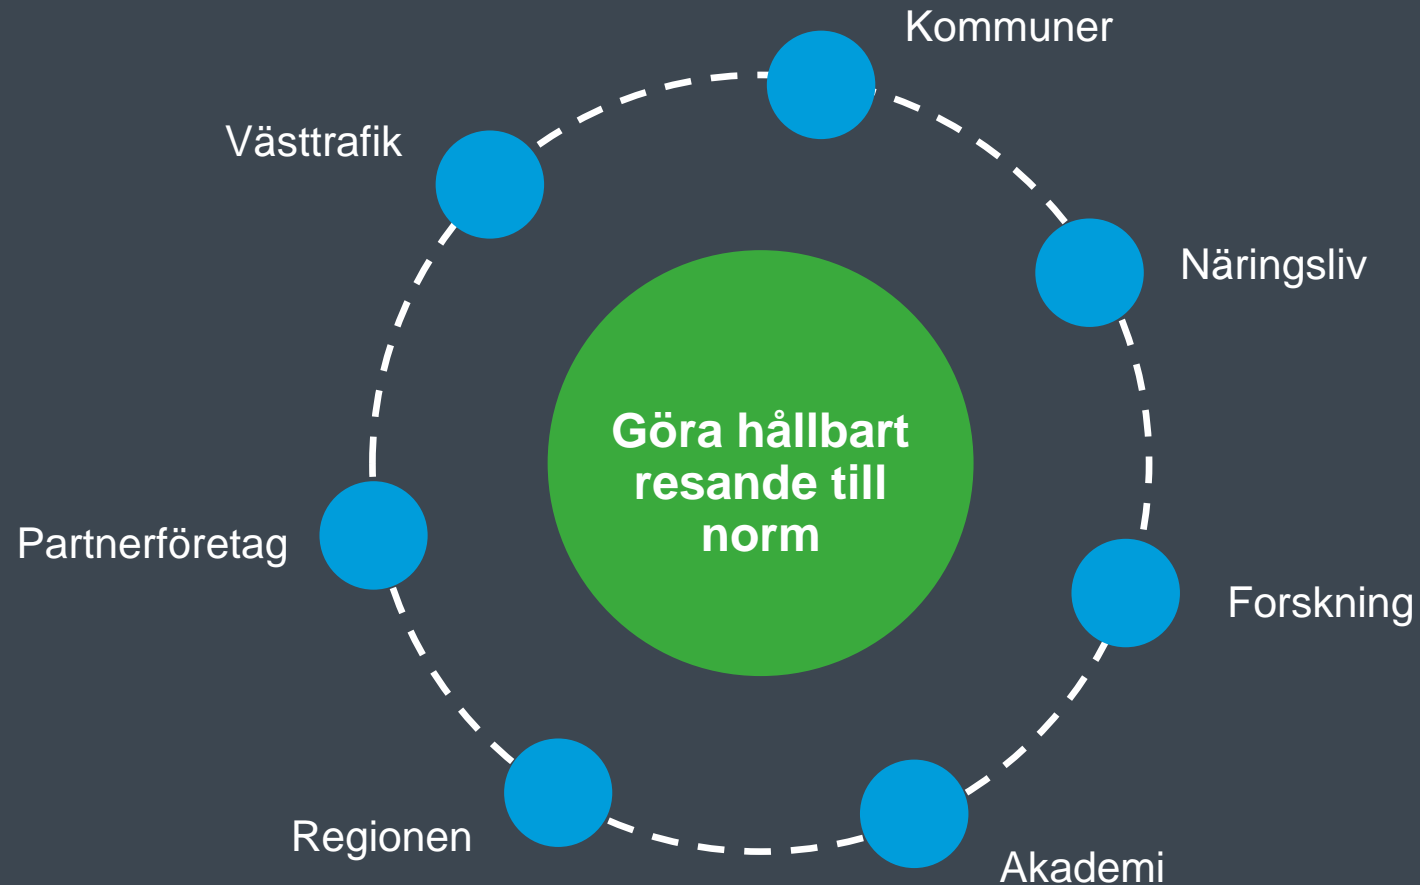 Kommuner
Västtrafik
Näringsliv
Göra hållbart
resande till
norm
Partnerföretag
Forskning
Regionen
Akademi